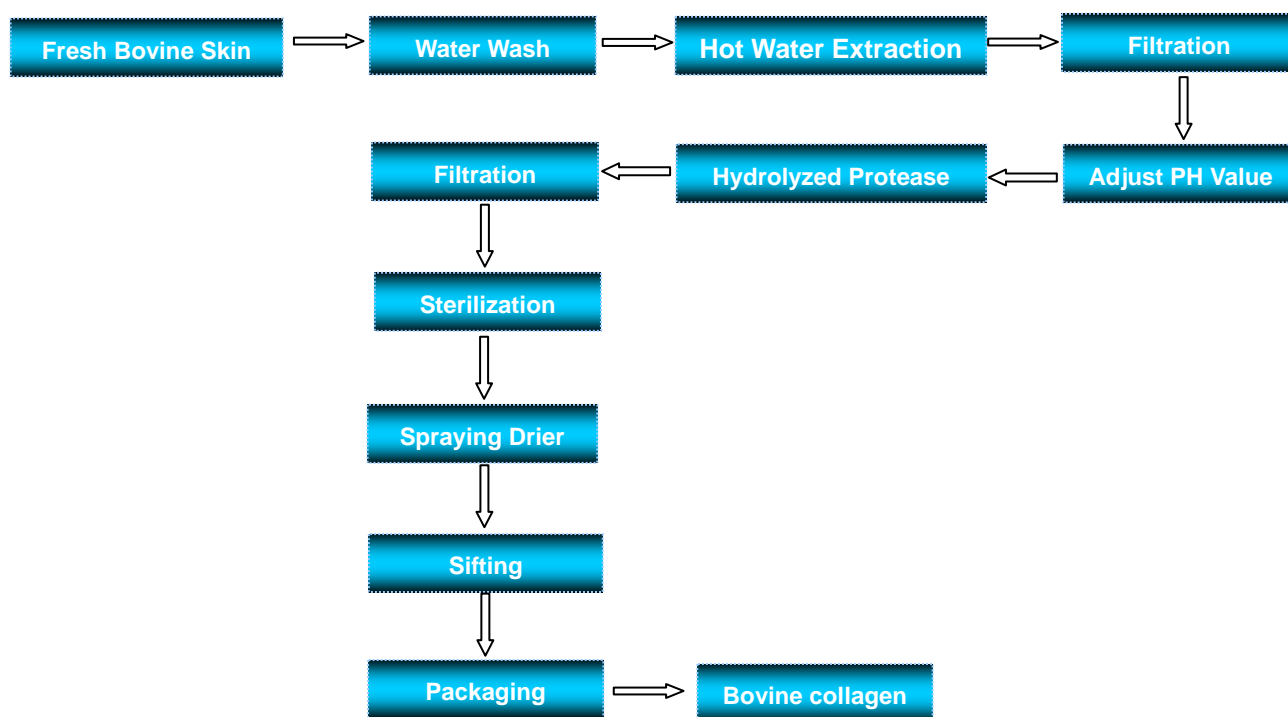 Fresh Bovine Skin
Water Wash
Hot Water Extraction
Filtration
Adjust PH Value
Hydrolyzed Protease
Filtration
Sterilization
Spraying Drier
Sifting
Packaging
Bovine collagen